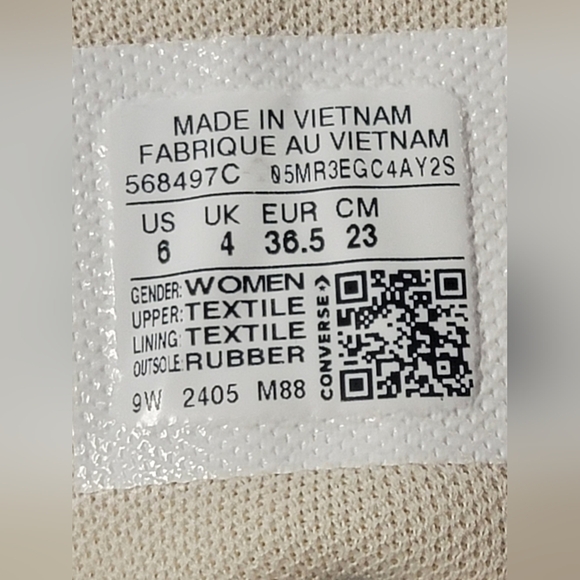 MADE IN VIETNAM
FABRIQUE AU VIETNAM
568497C 05MR3EGC4AY2S
US UK EUR CM
6 4 36.5 23
GENDER: WOMEN
UPPER: TEXTILE
LINING: TEXTILE
OUTSOLE: RUBBER
CONVERSE
9W 2405 M88